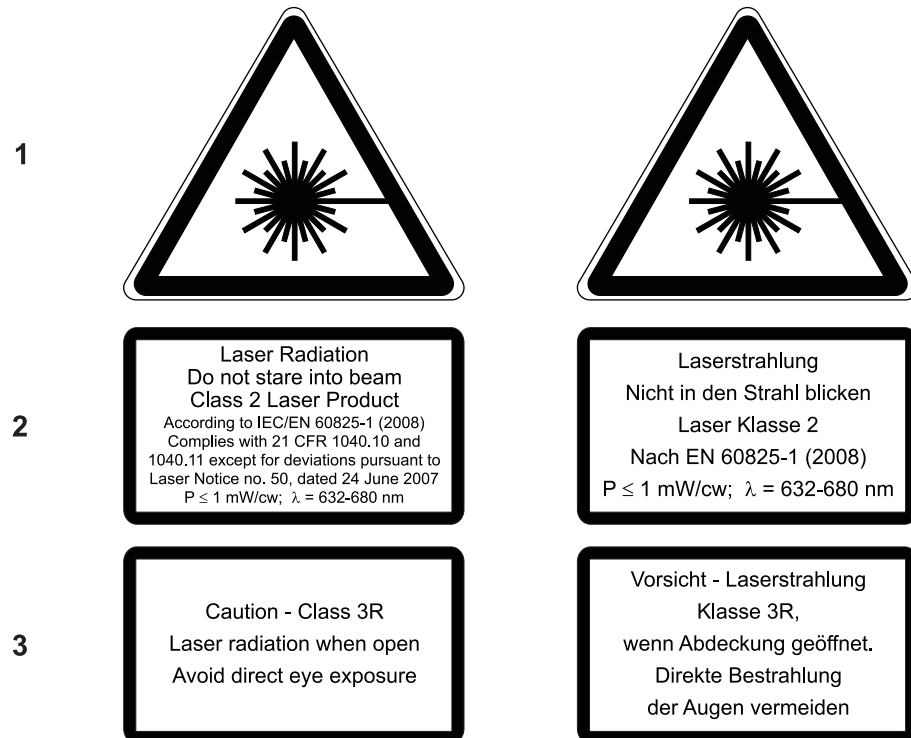 1
2
Laser Radiation
Do not stare into beam
Class 2 Laser Product
According to IEC/EN 60825-1 (2008)
Complies with 21 CFR 1040.10 and
1040.11 except for deviations pursuant to
Laser Notice no. 50, dated 24 June 2007
P ≤ 1 mW/cw; λ = 632-680 nm
Laserstrahlung
Nicht in den Strahl blicken
Laser Klasse 2
Nach EN 60825-1 (2008)
P ≤ 1 mW/cw; λ = 632-680 nm
3
Caution - Class 3R
Laser radiation when open
Avoid direct eye exposure
Vorsicht - Laserstrahlung
Klasse 3R,
wenn Abdeckung geöffnet.
Direkte Bestrahlung
der Augen vermeiden